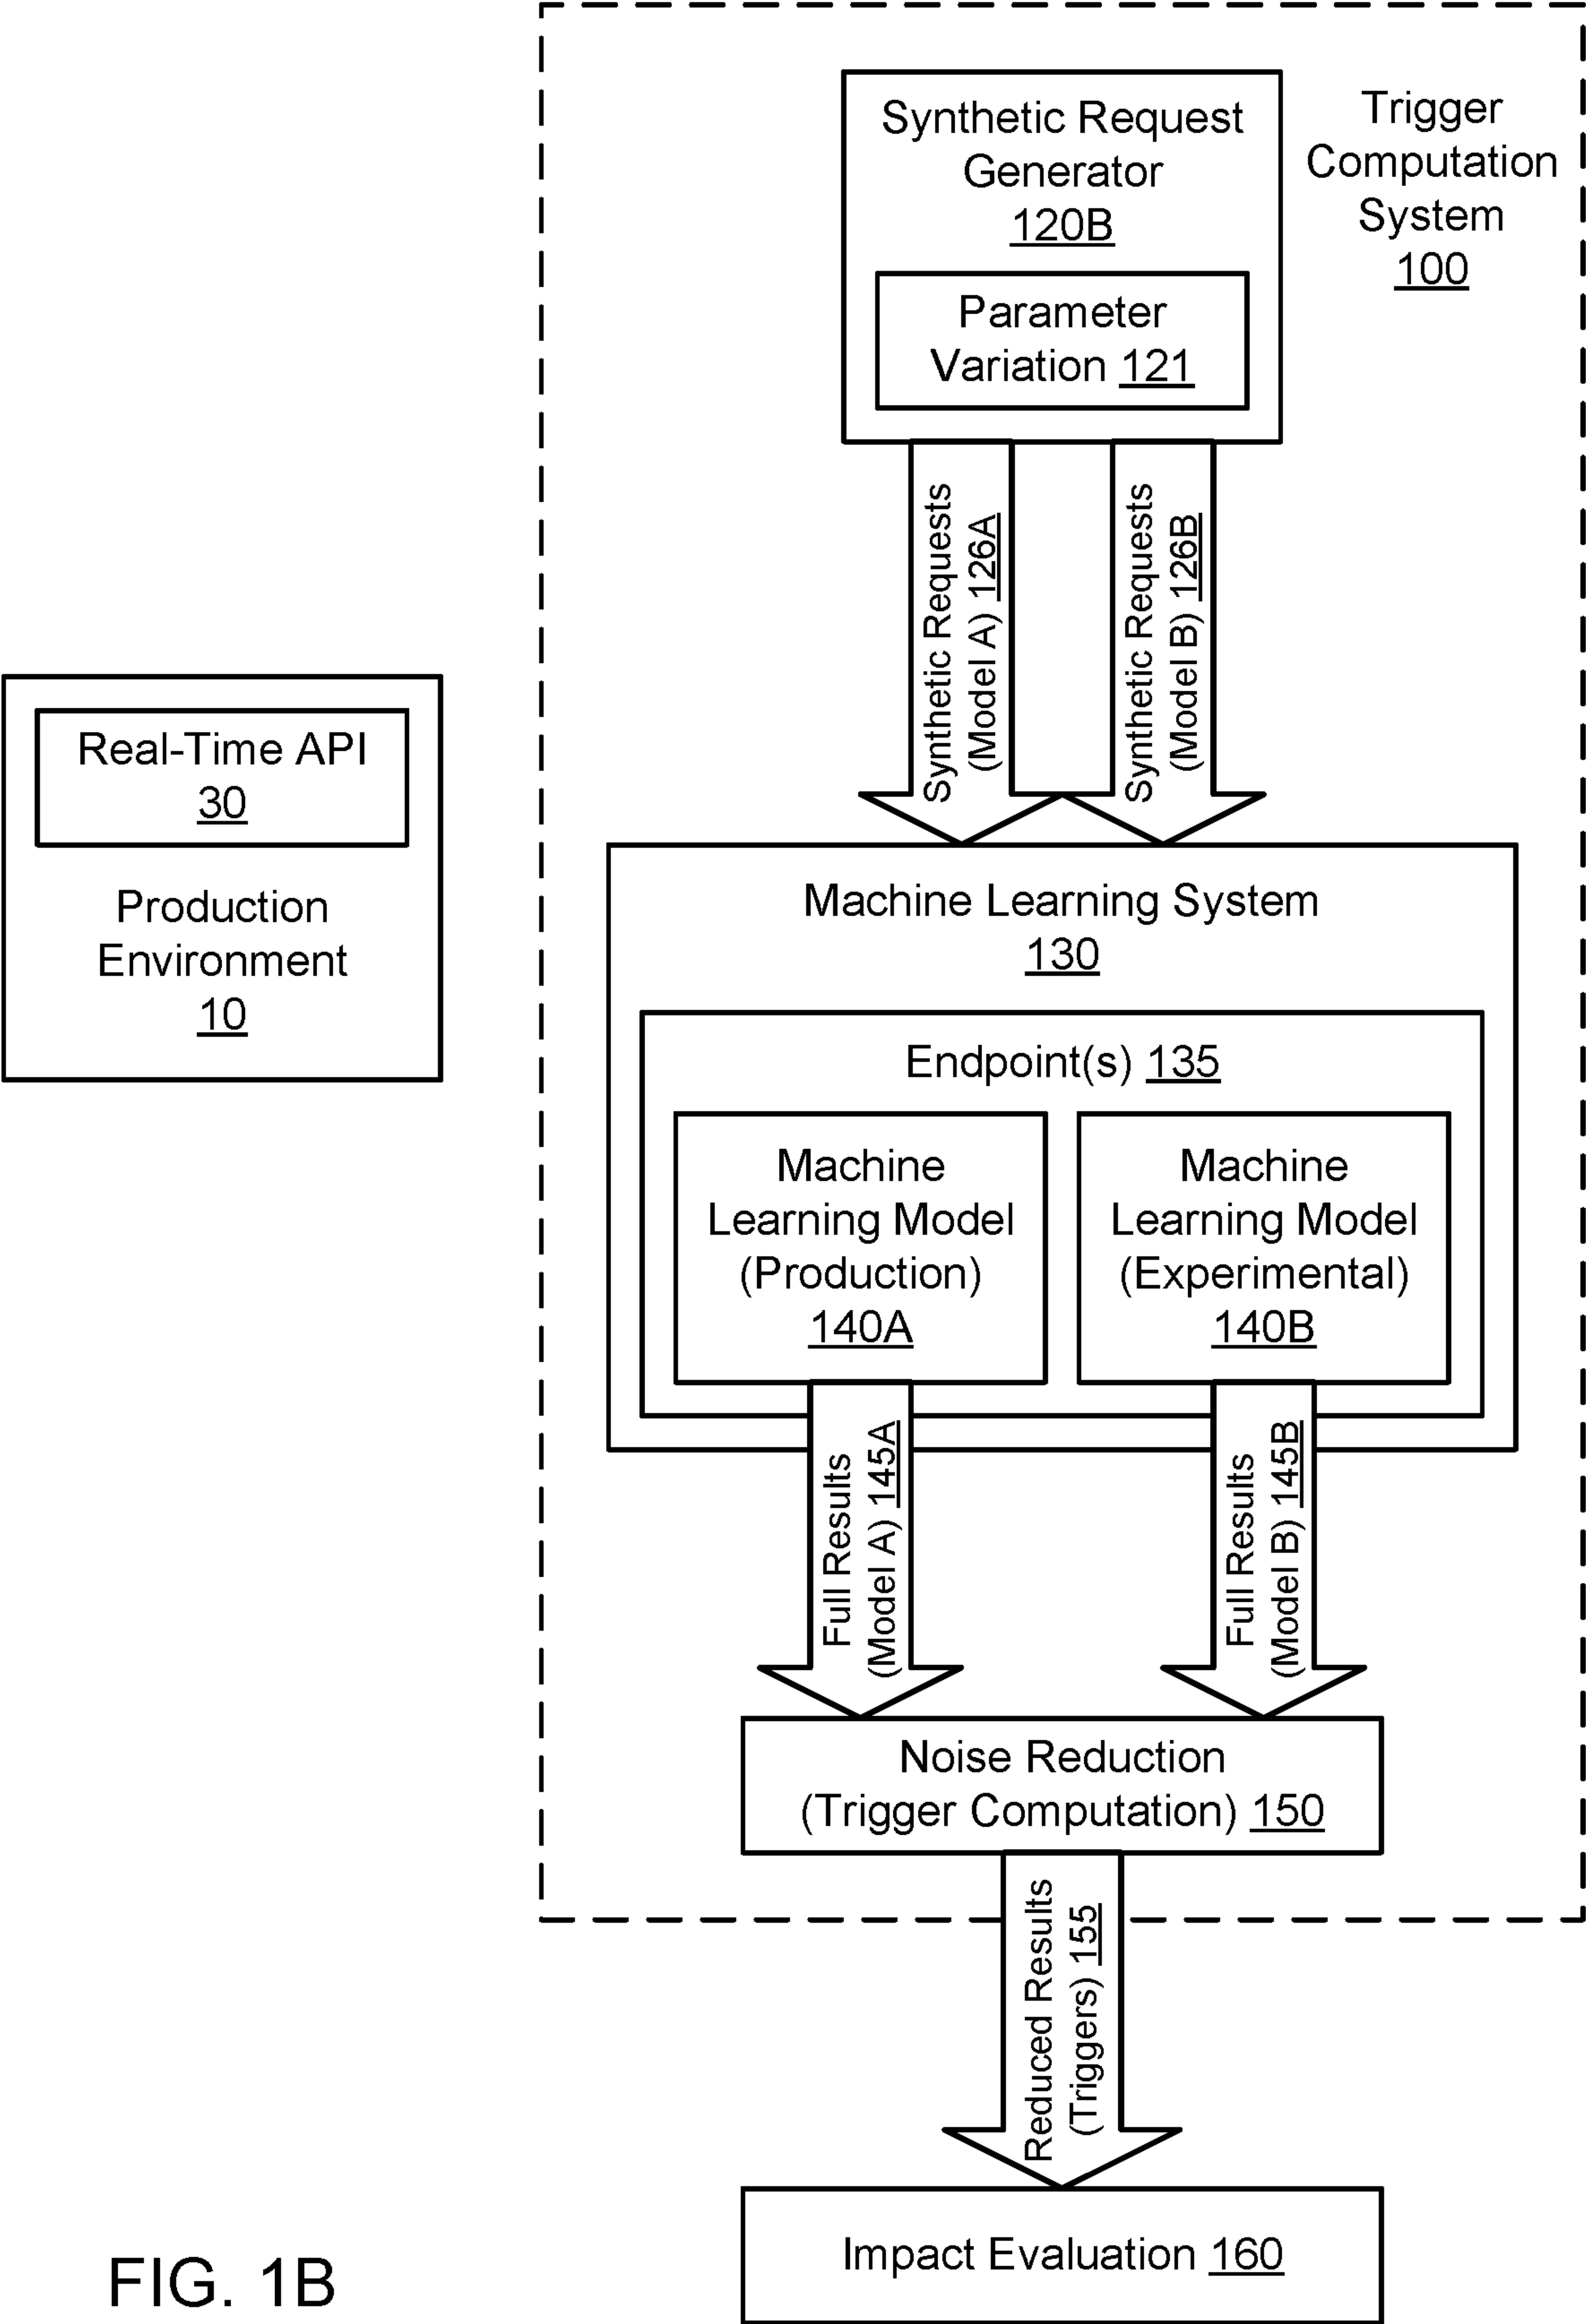 Synthetic Request
Generator
120B
Parameter
Variation 121
Trigger
Computation
System
100
Synthetic Requests
(Model A) 126A
Synthetic Requests
(Model B) 126B
Real-Time API
30
Production
Environment
10
Machine Learning System
130
Endpoint(s) 135
Machine
Learning Model
(Production)
140A
Machine
Learning Model
(Experimental)
140B
Full Results
(Model A) 145A
Full Results
(Model B) 145B
Noise Reduction
(Trigger Computation) 150
Reduced Results
(Triggers) 155
Impact Evaluation 160
FIG. 1B